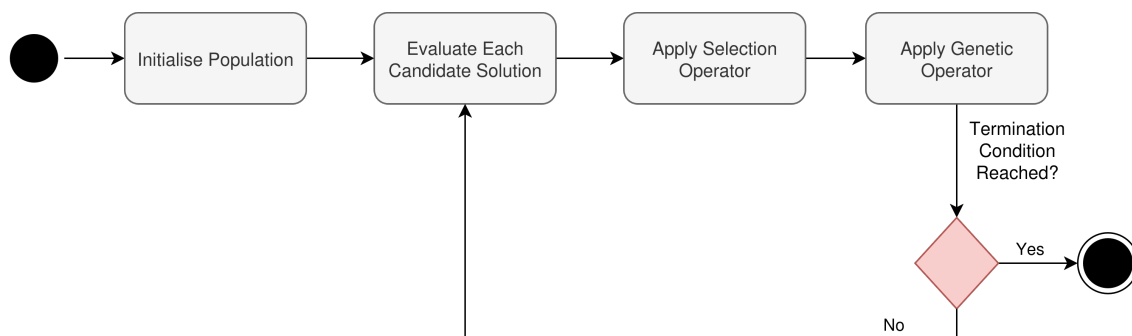 Initialise Population
Evaluate Each
Candidate Solution
Apply Selection
Operator
Apply Genetic
Operator
Termination
Condition
Reached?
Yes
No